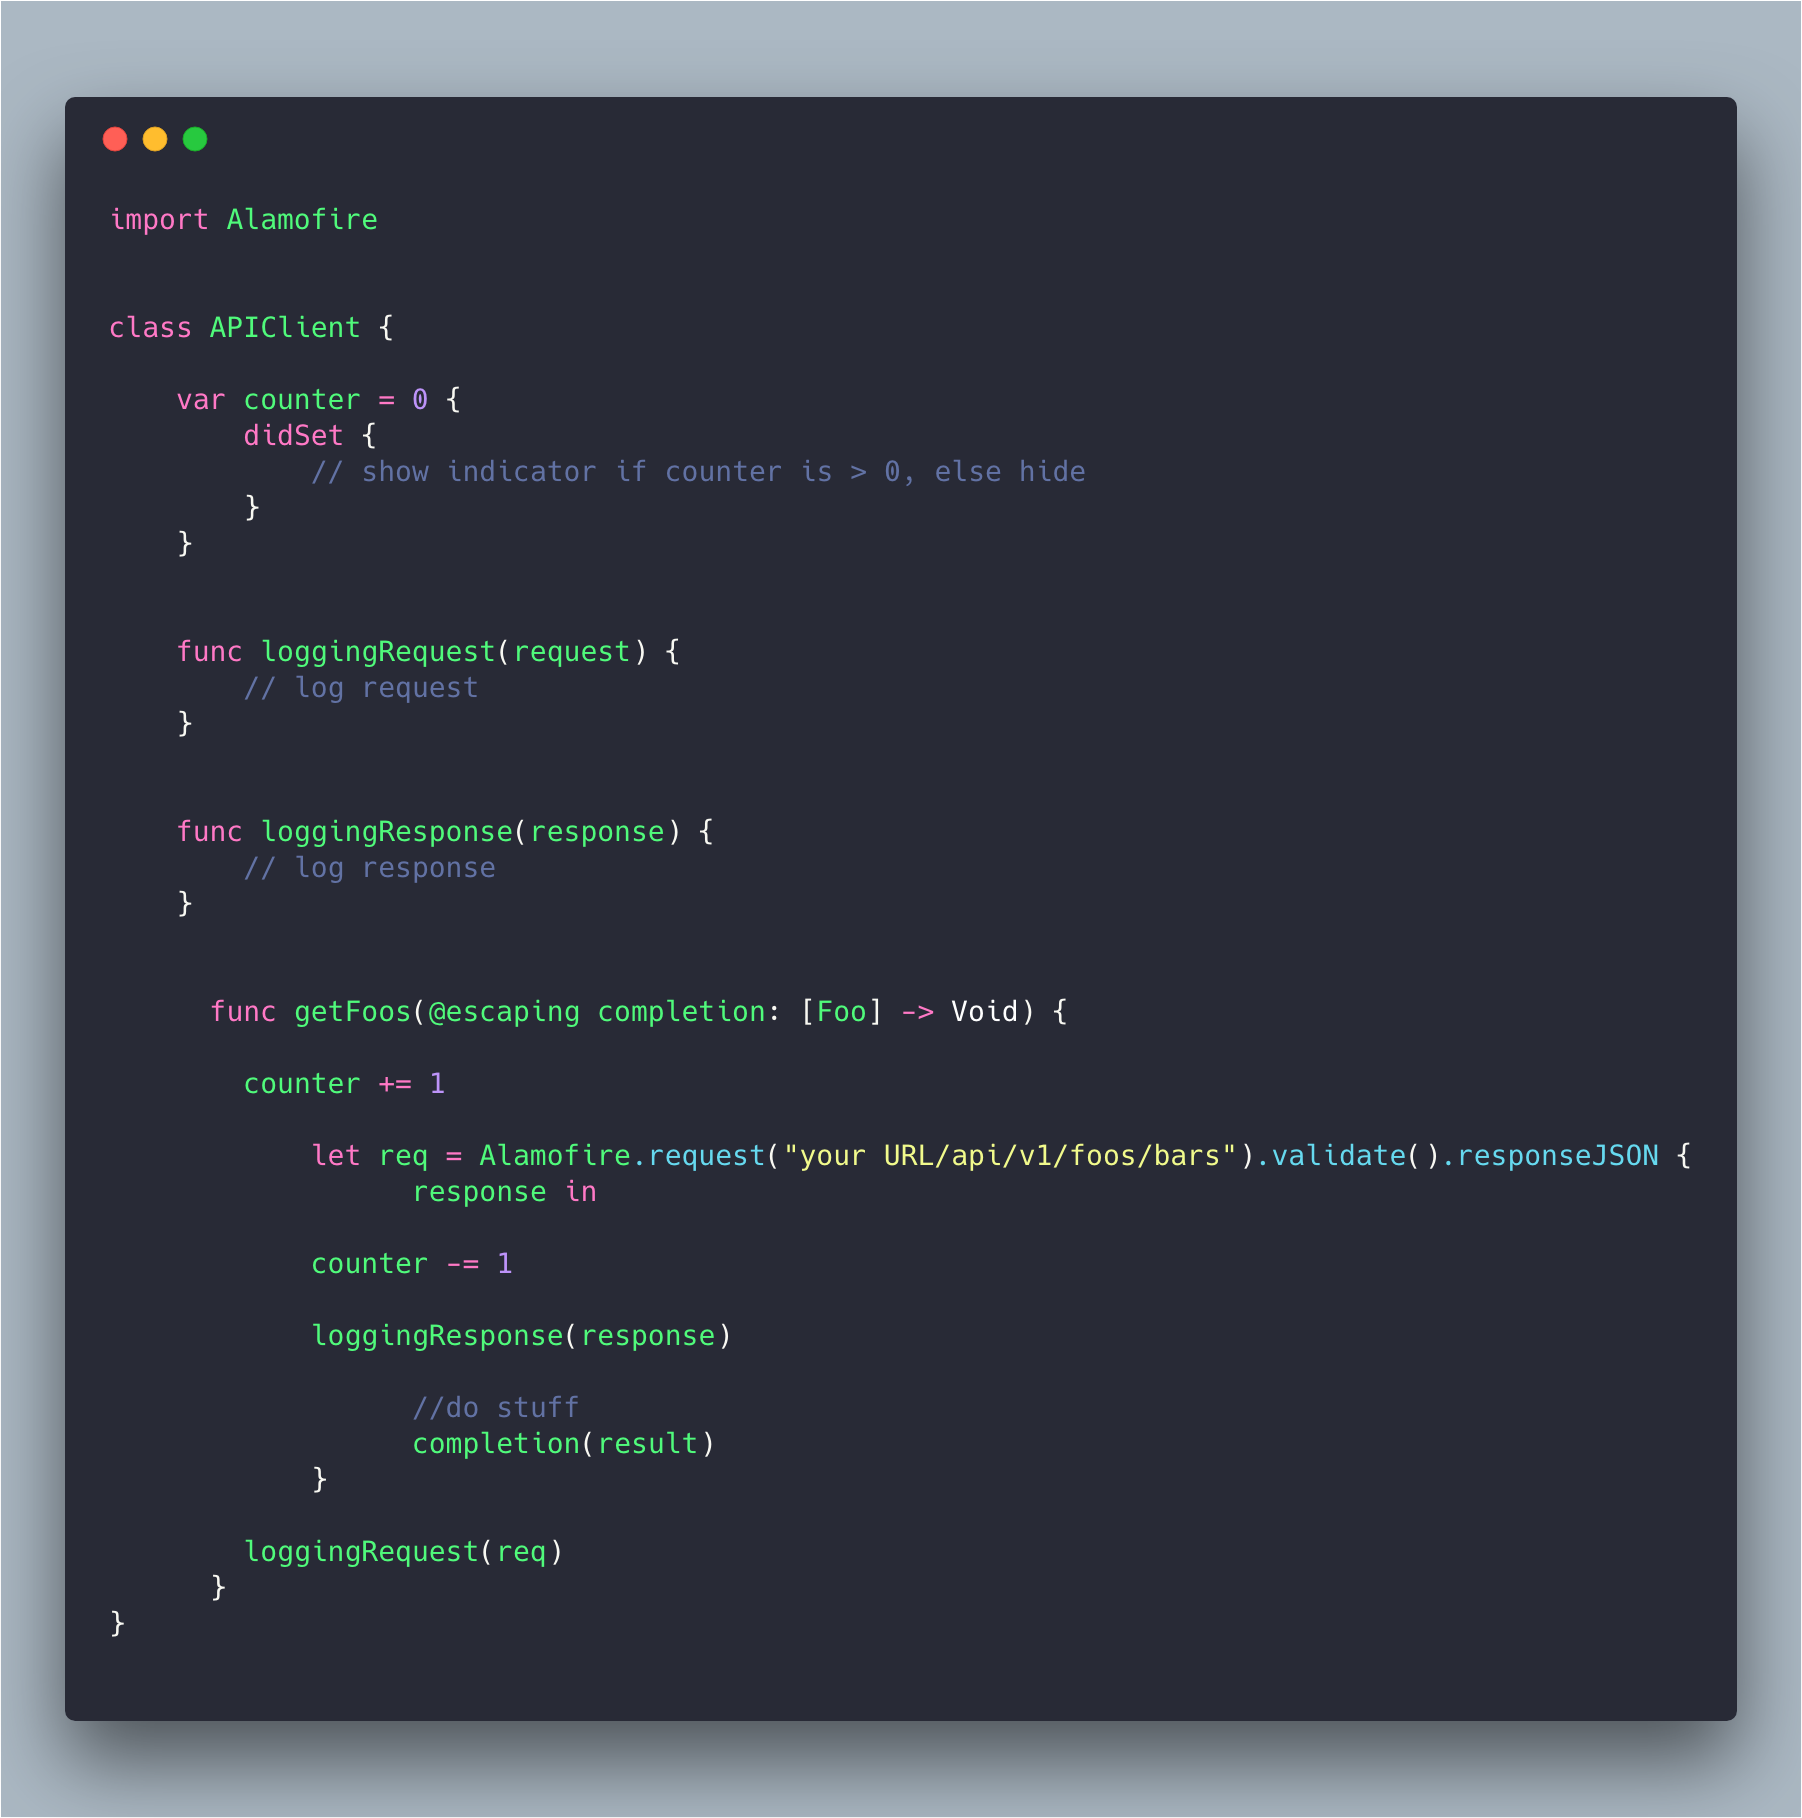 import Alamofire
class APIClient {
var counter = 0 {
didSet {
// show indicator if counter is > 0, else hide
}
}
func loggingRequest(request) {
// log request
}
func loggingResponse(response) {
// log response
}
func getFoos(@escaping completion: [Foo] -> Void) {
counter += 1
let req = Alamofire.request("your URL/api/v1/foos/bars").validate().responseJSON {
response in
counter -= 1
loggingResponse(response)
//do stuff
completion(result)
}
loggingRequest(req)
}
}